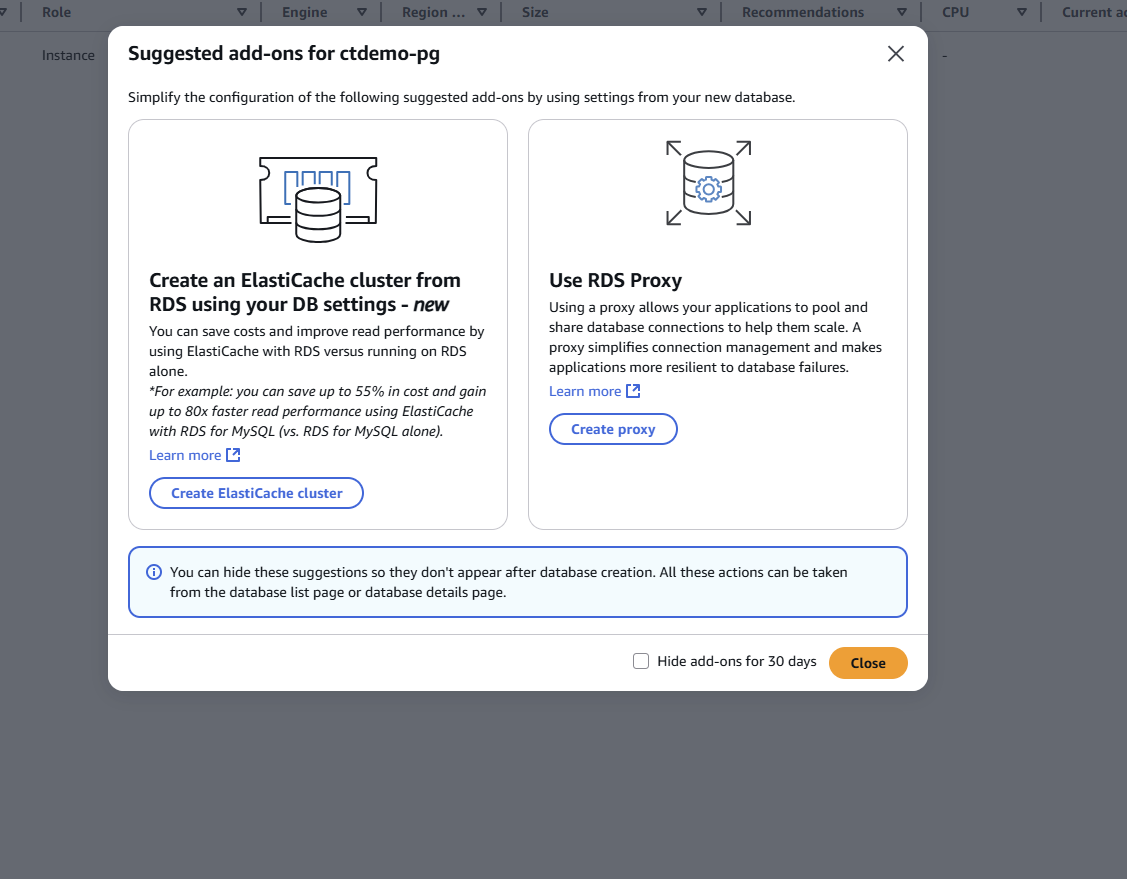 Role
Engine
Region ...
Size
Recommendations
CPU
Current ac
Instance
-
Suggested add-ons for ctdemo-pg
Simplify the configuration of the following suggested add-ons by using settings from your new database.
Create an ElastiCache cluster from
RDS using your DB settings - new
You can save costs and improve read performance by
using ElastiCache with RDS versus running on RDS
alone.
*For example: you can save up to 55% in cost and gain
up to 80x faster read performance using ElastiCache
with RDS for MySQL (vs. RDS for MySQL alone).
Learn more
Create ElastiCache cluster
Use RDS Proxy
Using a proxy allows your applications to pool and
share database connections to help them scale. A
proxy simplifies connection management and makes
applications more resilient to database failures.
Learn more
Create proxy
You can hide these suggestions so they don't appear after database creation. All these actions can be taken
from the database list page or database details page.
Hide add-ons for 30 days
Close